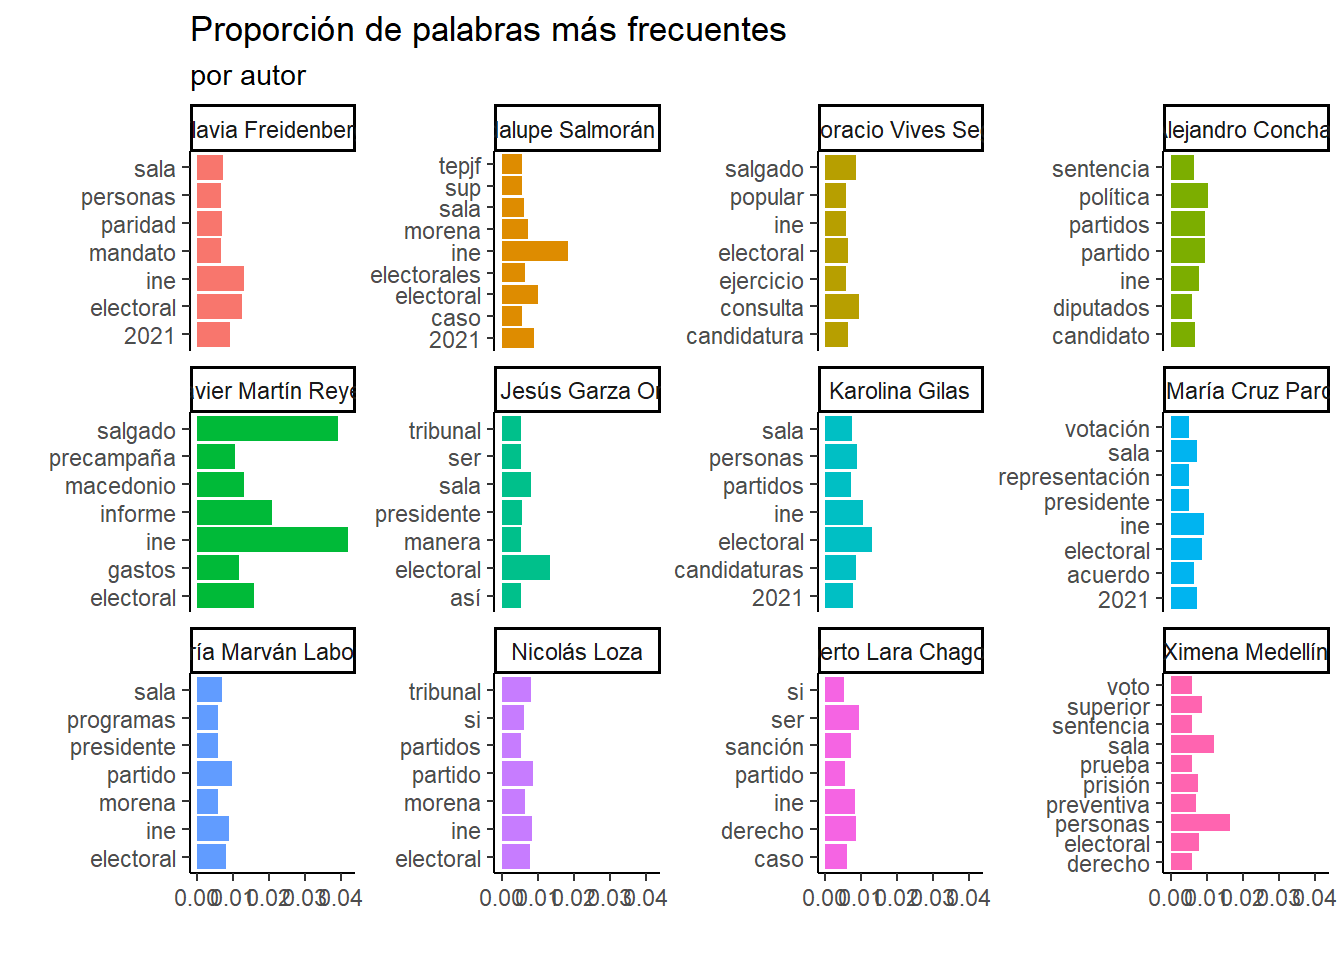 Proporción de palabras más frecuentes
por autor
lavia Freidenber
alupe Salmorán
oracio Vives Se
lejandro Concha
sala
personas
paridad
mandato
ine
electoral
2021
tepjf
sup
sala
morena
ine
electorales
electoral
caso
2021
salgado
popular
ine
electoral
ejercicio
consulta
candidatura
sentencia
política
partidos
partido
ine
diputados
candidato
vier Martín Reye
Jesús Garza O
Karolina Gilas
María Cruz Parc
salgado
precampaña
macedonio
informe
ine
gastos
electoral
tribunal
ser
sala
presidente
manera
electoral
así
sala
personas
partidos
ine
electoral
candidaturas
2021
votación
sala
representación
presidente
ine
electoral
acuerdo
2021
ría Marván Labo
Nicolás Loza
erto Lara Chago
Ximena Medellín
sala
programas
presidente
partido
morena
ine
electoral
tribunal
si
partidos
partido
morena
ine
electoral
si
ser
sanción
partido
ine
derecho
caso
voto
superior
sentencia
sala
prueba
prisión
preventiva
personas
electoral
derecho
0.00 0.01 0.02 0.03 0.04
0.00 0.01 0.02 0.03 0.04
0.00 0.01 0.02 0.03 0.04
0.00 0.01 0.02 0.03 0.04